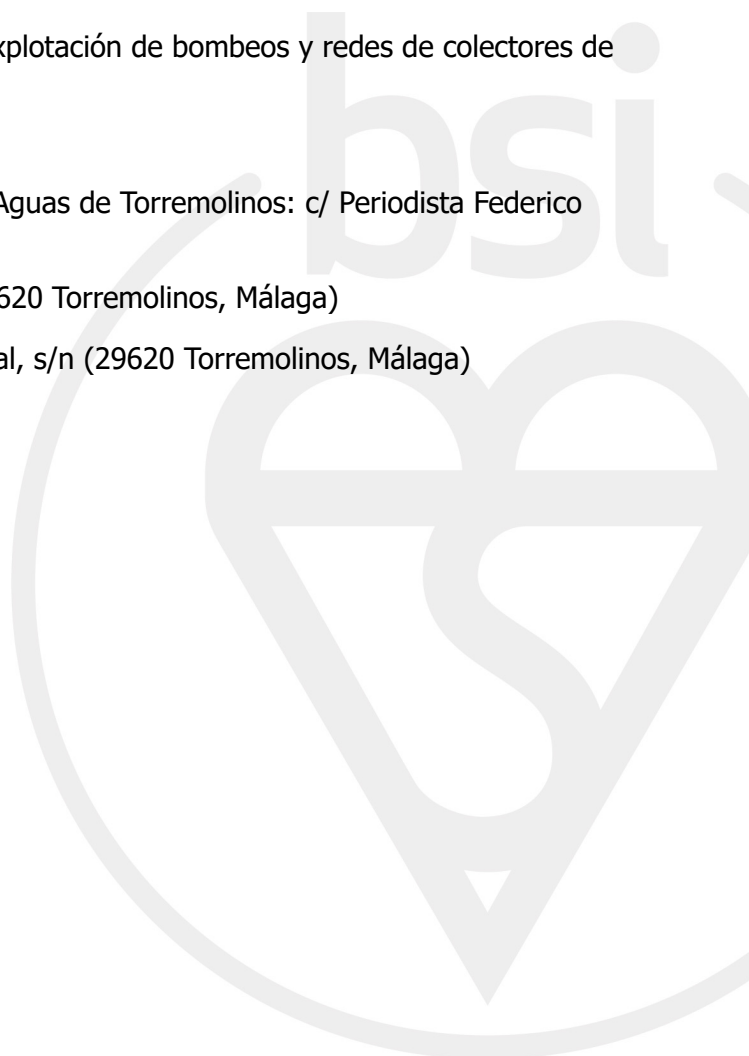 xplotación de bombeos y redes de colectores de
Aguas de Torremolinos: c/ Periodista Federico
620 Torremolinos, Málaga)
al, s/n (29620 Torremolinos, Málaga)
bsi